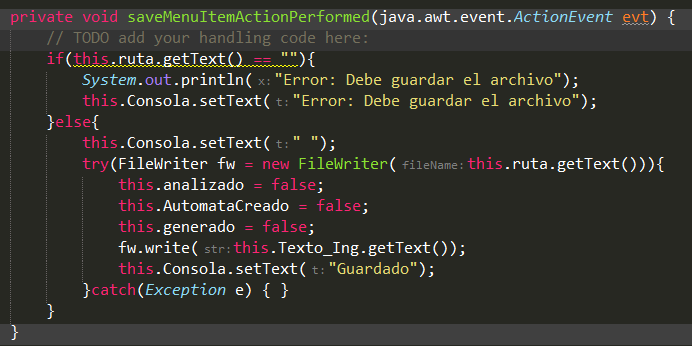 private void saveMenuItemActionPerformed(java.awt.event.ActionEvent evt) {
    // TODO add your handling code here:
    if(this.ruta.getText() == ""){
        System.out.println(x:"Error: Debe guardar el archivo");
        this.Consola.setText(t:"Error: Debe guardar el archivo");
    }else{
        this.Consola.setText(t:" ");
        try(FileWriter fw = new FileWriter(fileName:this.ruta.getText())){
            this.analizado = false;
            this.AutomataCreado = false;
            this.generado = false;
            fw.write(str:this.Texto_Ing.getText());
            this.Consola.setText(t:"Guardado");
        }catch(Exception e) { }
    }
}